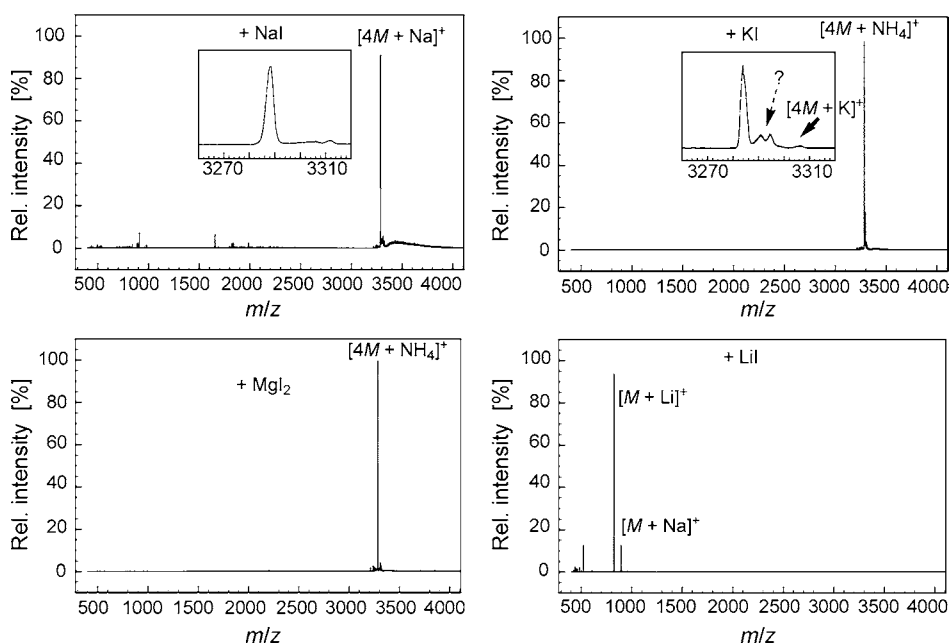 + NaI
[4M + Na]⁺
Rel. intensity [%]
100
80
60
40
20
0
3270 3310
500 1000 1500 2000 2500 3000 3500 4000
m/z
+ KI
[4M + NH₄]⁺
?
[4M + K]⁺
Rel. intensity [%]
100
80
60
40
20
0
3270 3310
500 1000 1500 2000 2500 3000 3500 4000
m/z
[4M + NH₄]⁺
+ MgI₂
Rel. intensity [%]
100
80
60
40
20
0
500 1000 1500 2000 2500 3000 3500 4000
m/z
+ LiI
[M + Li]⁺
[M + Na]⁺
Rel. intensity [%]
100
80
60
40
20
0
500 1000 1500 2000 2500 3000 3500 4000
m/z